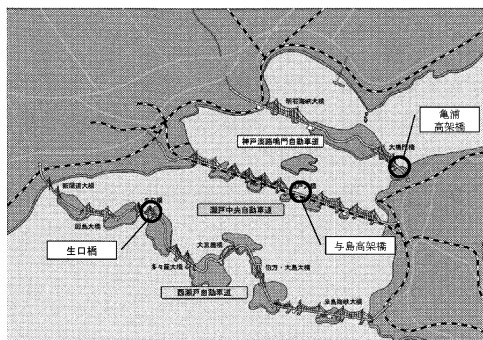 明石海峡大橋
亀浦
高架橋
大鳴門橋
神戸淡路鳴門自動車道
新尾道大橋
瀬戸中央自動車道
因島大橋
生口橋
大三島橋
与島高架橋
多々羅大橋
伯方・大島大橋
西瀬戸自動車道
来島海峡大橋